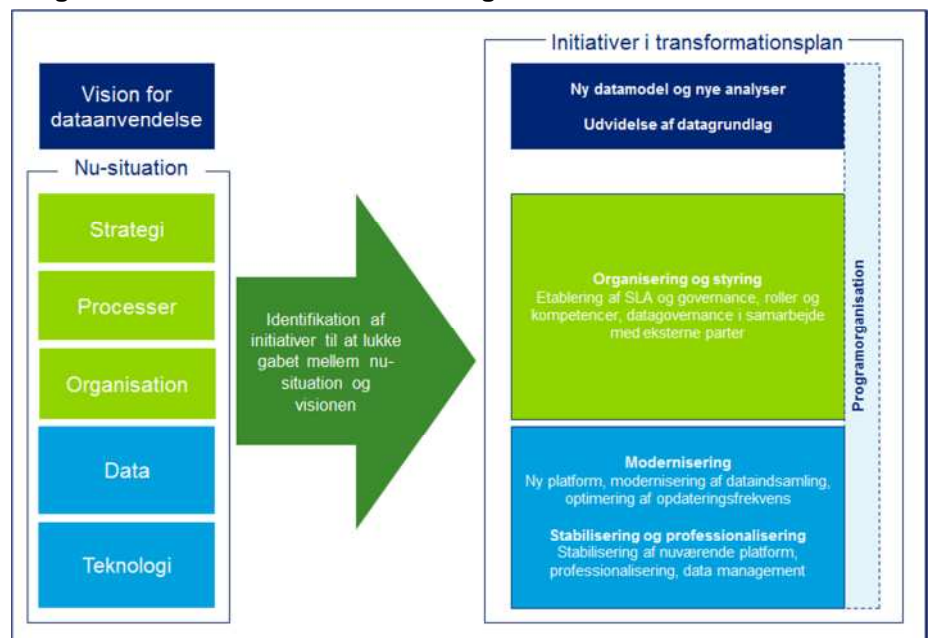 Vision for
dataanvendelse
Nu-situation
Strategi
Processer
Organisation
Data
Teknologi
Identifikation af
initiativer til at lukke
gabet mellem nu-
situation og
visionen
Initiativer i transformationsplan
Ny datamodel og nye analyser
Udvidelse af datagrundlag
Organisering og styring
Etablering af SLA og governance, roller og
kompetencer, datagovernance i samarbejde
med eksterne parter
Modernisering
Ny platform, modernisering af dataindsamling,
optimering af opdateringsfrekvens
Stabilisering og professionalisering
Stabilisering af nuværende platform,
professionalisering, data management
Programorganisation